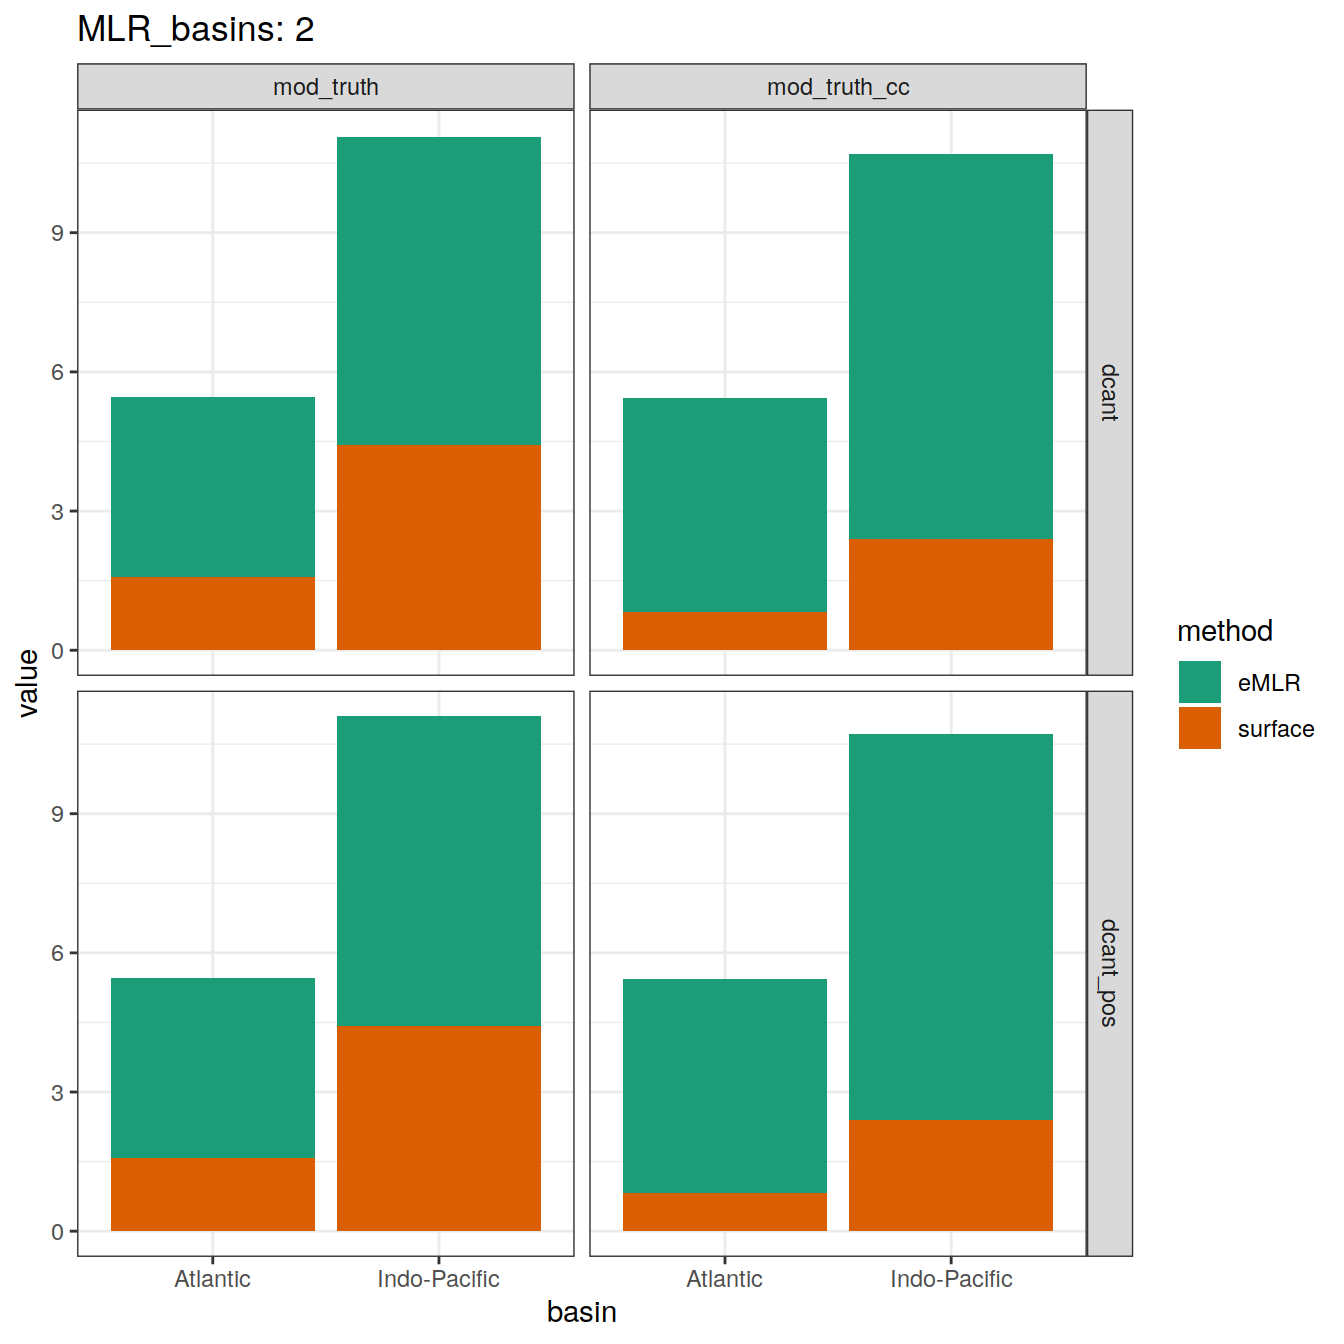 MLR_basins: 2
mod_truth
mod_truth_cc
9
6
3
0
dcant
9
6
3
0
dcant_pos
value
Atlantic
Indo-Pacific
Atlantic
Indo-Pacific
basin
method
eMLR
surface